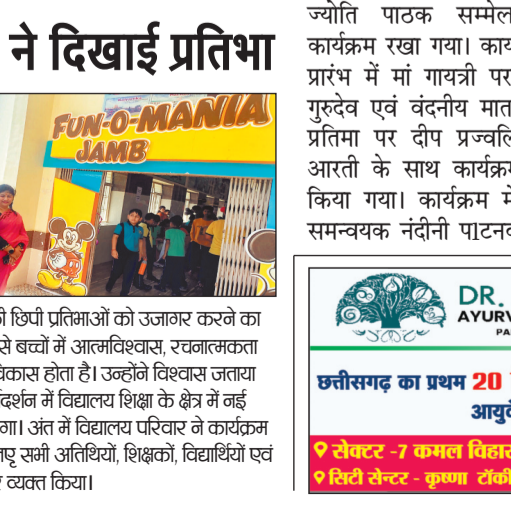 ने दिखाई प्रतिभा
FUN-O-MANIA
JAMB
छिपी प्रतिभाओं को उजागर करने का
से बच्चों में आत्मविश्वास, रचनात्मकता
होता है। उन्होंने विश्वास जताया
में विद्यालय शिक्षा के क्षेत्र में नई
अंत में विद्यालय परिवार ने कार्यक्रम
सभी अतिथियों, शिक्षकों, विद्यार्थियों एवं
व्यक्त किया।
ज्योति पाठक सम्मेल
कार्यक्रम रखा गया। कार्य
प्रारंभ में मां गायत्री पर
गुरुदेव एवं वंदनीय मात
प्रतिमा पर दीप प्रज्वलि
आरती के साथ कार्यक्रम
किया गया। कार्यक्रम में
समन्वयक नंदीनी पाटनव
DR.
AYURV
PA
छत्तीसगढ़ का प्रथम 20
आयुर्वे
सेक्टर -7 कमल विहार
सिटी सेन्टर - कृष्णा टॉकी